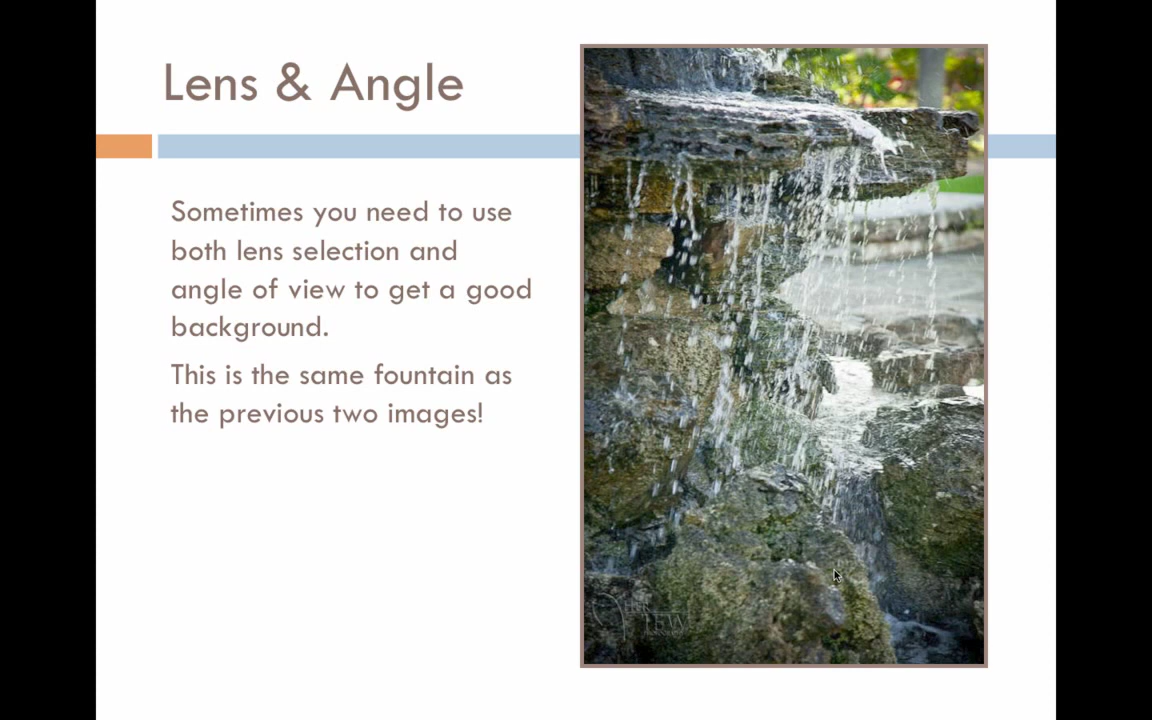 Lens & Angle
Sometimes you need to use
both lens selection and
angle of view to get a good
background.
This is the same fountain as
the previous two images!